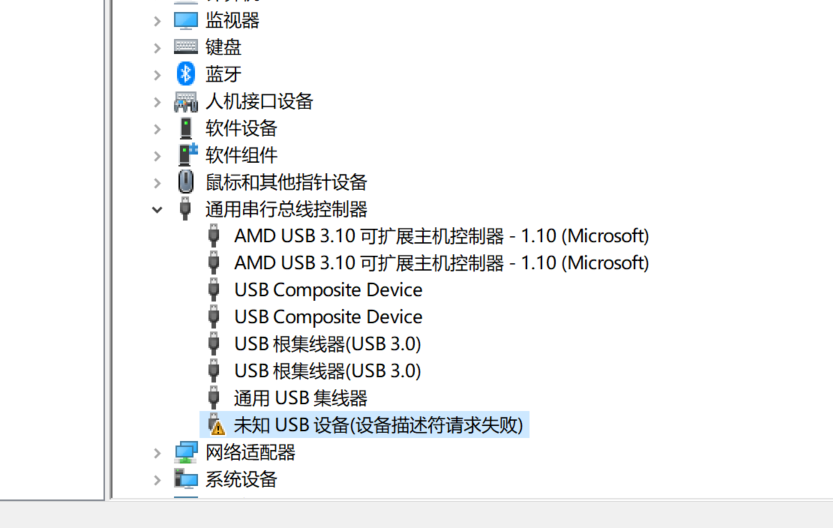 监视器
键盘
蓝牙
人机接口设备
软件设备
软件组件
鼠标和其他指针设备
通用串行总线控制器
AMD USB 3.10 可扩展主机控制器 - 1.10 (Microsoft)
AMD USB 3.10 可扩展主机控制器 - 1.10 (Microsoft)
USB Composite Device
USB Composite Device
USB 根集线器(USB 3.0)
USB 根集线器(USB 3.0)
通用 USB 集线器
未知 USB 设备(设备描述符请求失败)
网络适配器
系统设备